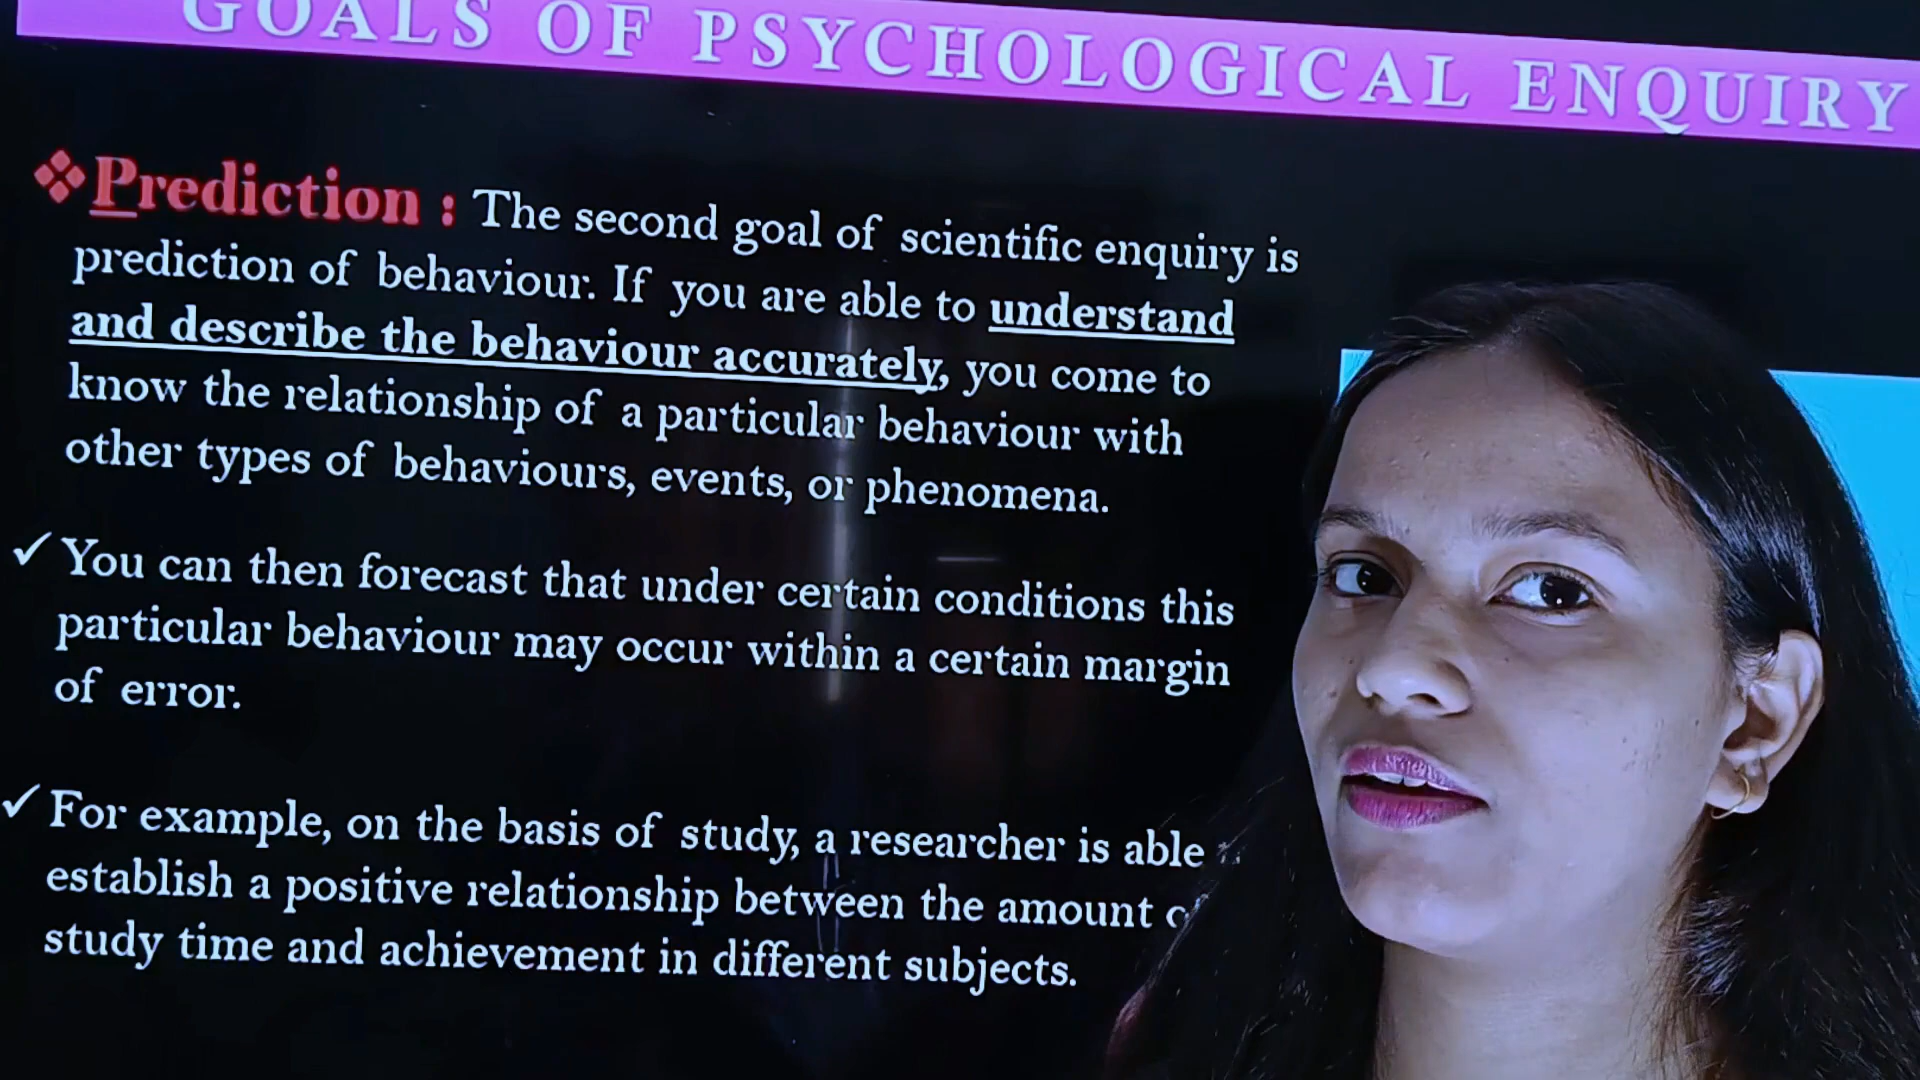 GOALS OF PSYCHOLOGICAL ENQUIRY
Prediction : The second goal of scientific enquiry is
prediction of behaviour. If you are able to understand
and describe the behaviour accurately, you come to
know the relationship of a particular behaviour with
other types of behaviours, events, or phenomena.
You can then forecast that under certain conditions this
particular behaviour may occur within a certain margin
of error.
For example, on the basis of study, a researcher is able
establish a positive relationship between the amount
study time and achievement in different subjects.